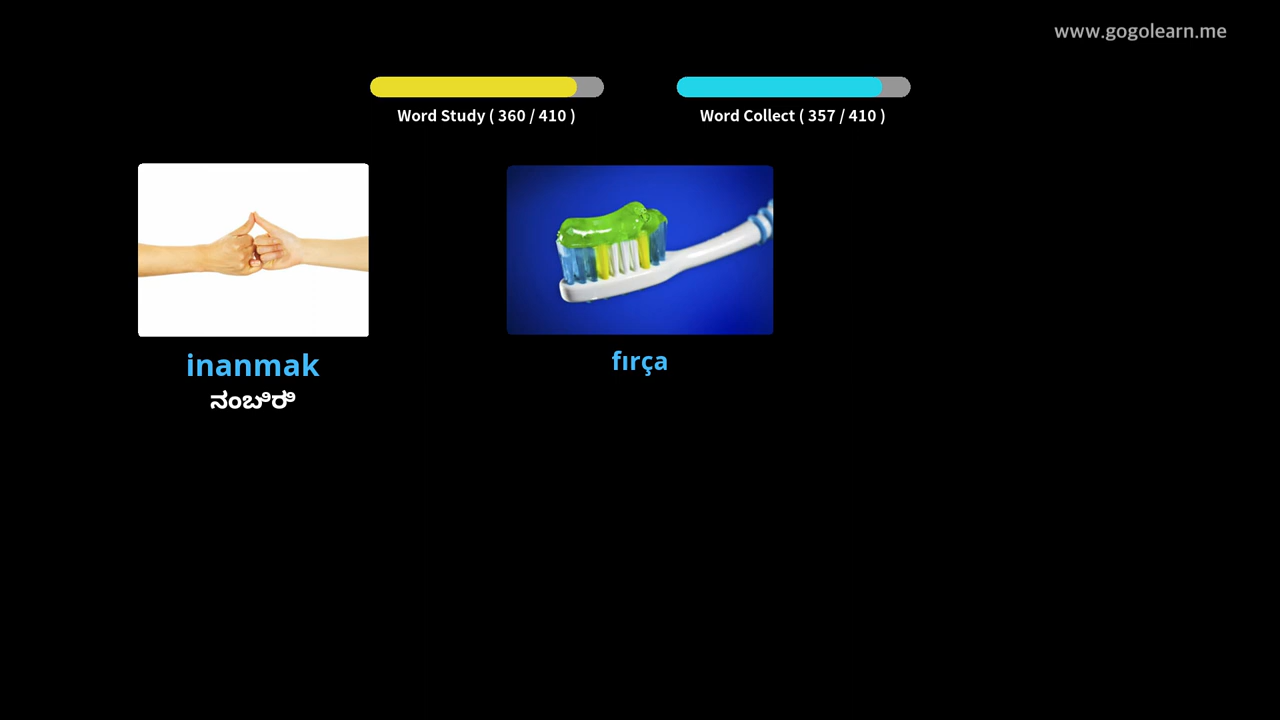 www.gogolearn.me
Word Study ( 360 / 410 )
Word Collect ( 357 / 410 )
inanmak
ನಂಬಿರಿ
fırça